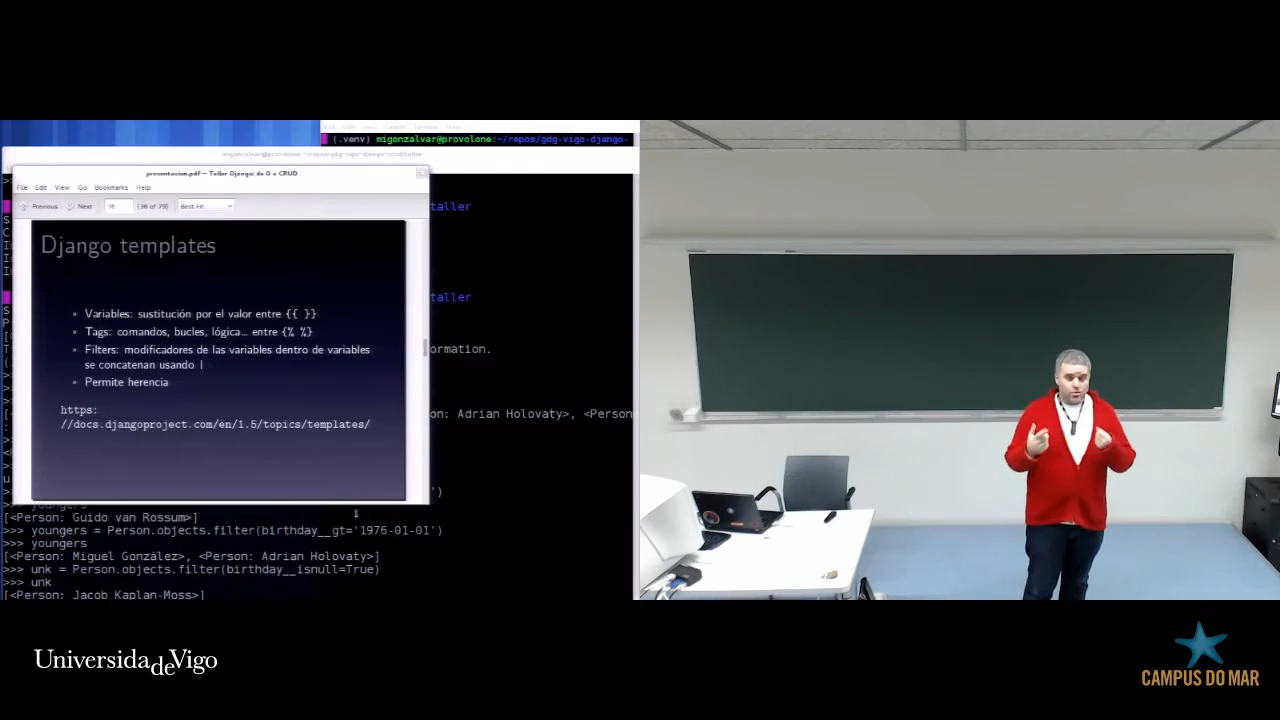 (.venv) migonzalvar@provolone:~/repos/gdg-vigo-django-
presentacion.pdf — Taller Django: de 0 a CRUD
File Edit View Go Bookmarks Help
Previous Next 36 (36 of 79) Best Fit
Django templates
Variables: sustitución por el valor entre {{ }}
Tags: comandos, bucles, lógica... entre {% %}
Filters: modificadores de las variables dentro de variables
se concatenan usando |
Permite herencia
https:
//docs.djangoproject.com/en/1.5/topics/templates/
taller
taller
ormation.
on: Adrian Holovaty>, <Person
')
youngers
[<Person: Guido van Rossum>]
>>> youngers = Person.objects.filter(birthday__gt='1976-01-01')
>>> youngers
[<Person: Miguel González>, <Person: Adrian Holovaty>]
>>> unk = Person.objects.filter(birthday__isnull=True)
>>> unk
[<Person: Jacob Kaplan-Moss>]
Universidade Vigo
CAMPUS DO MAR